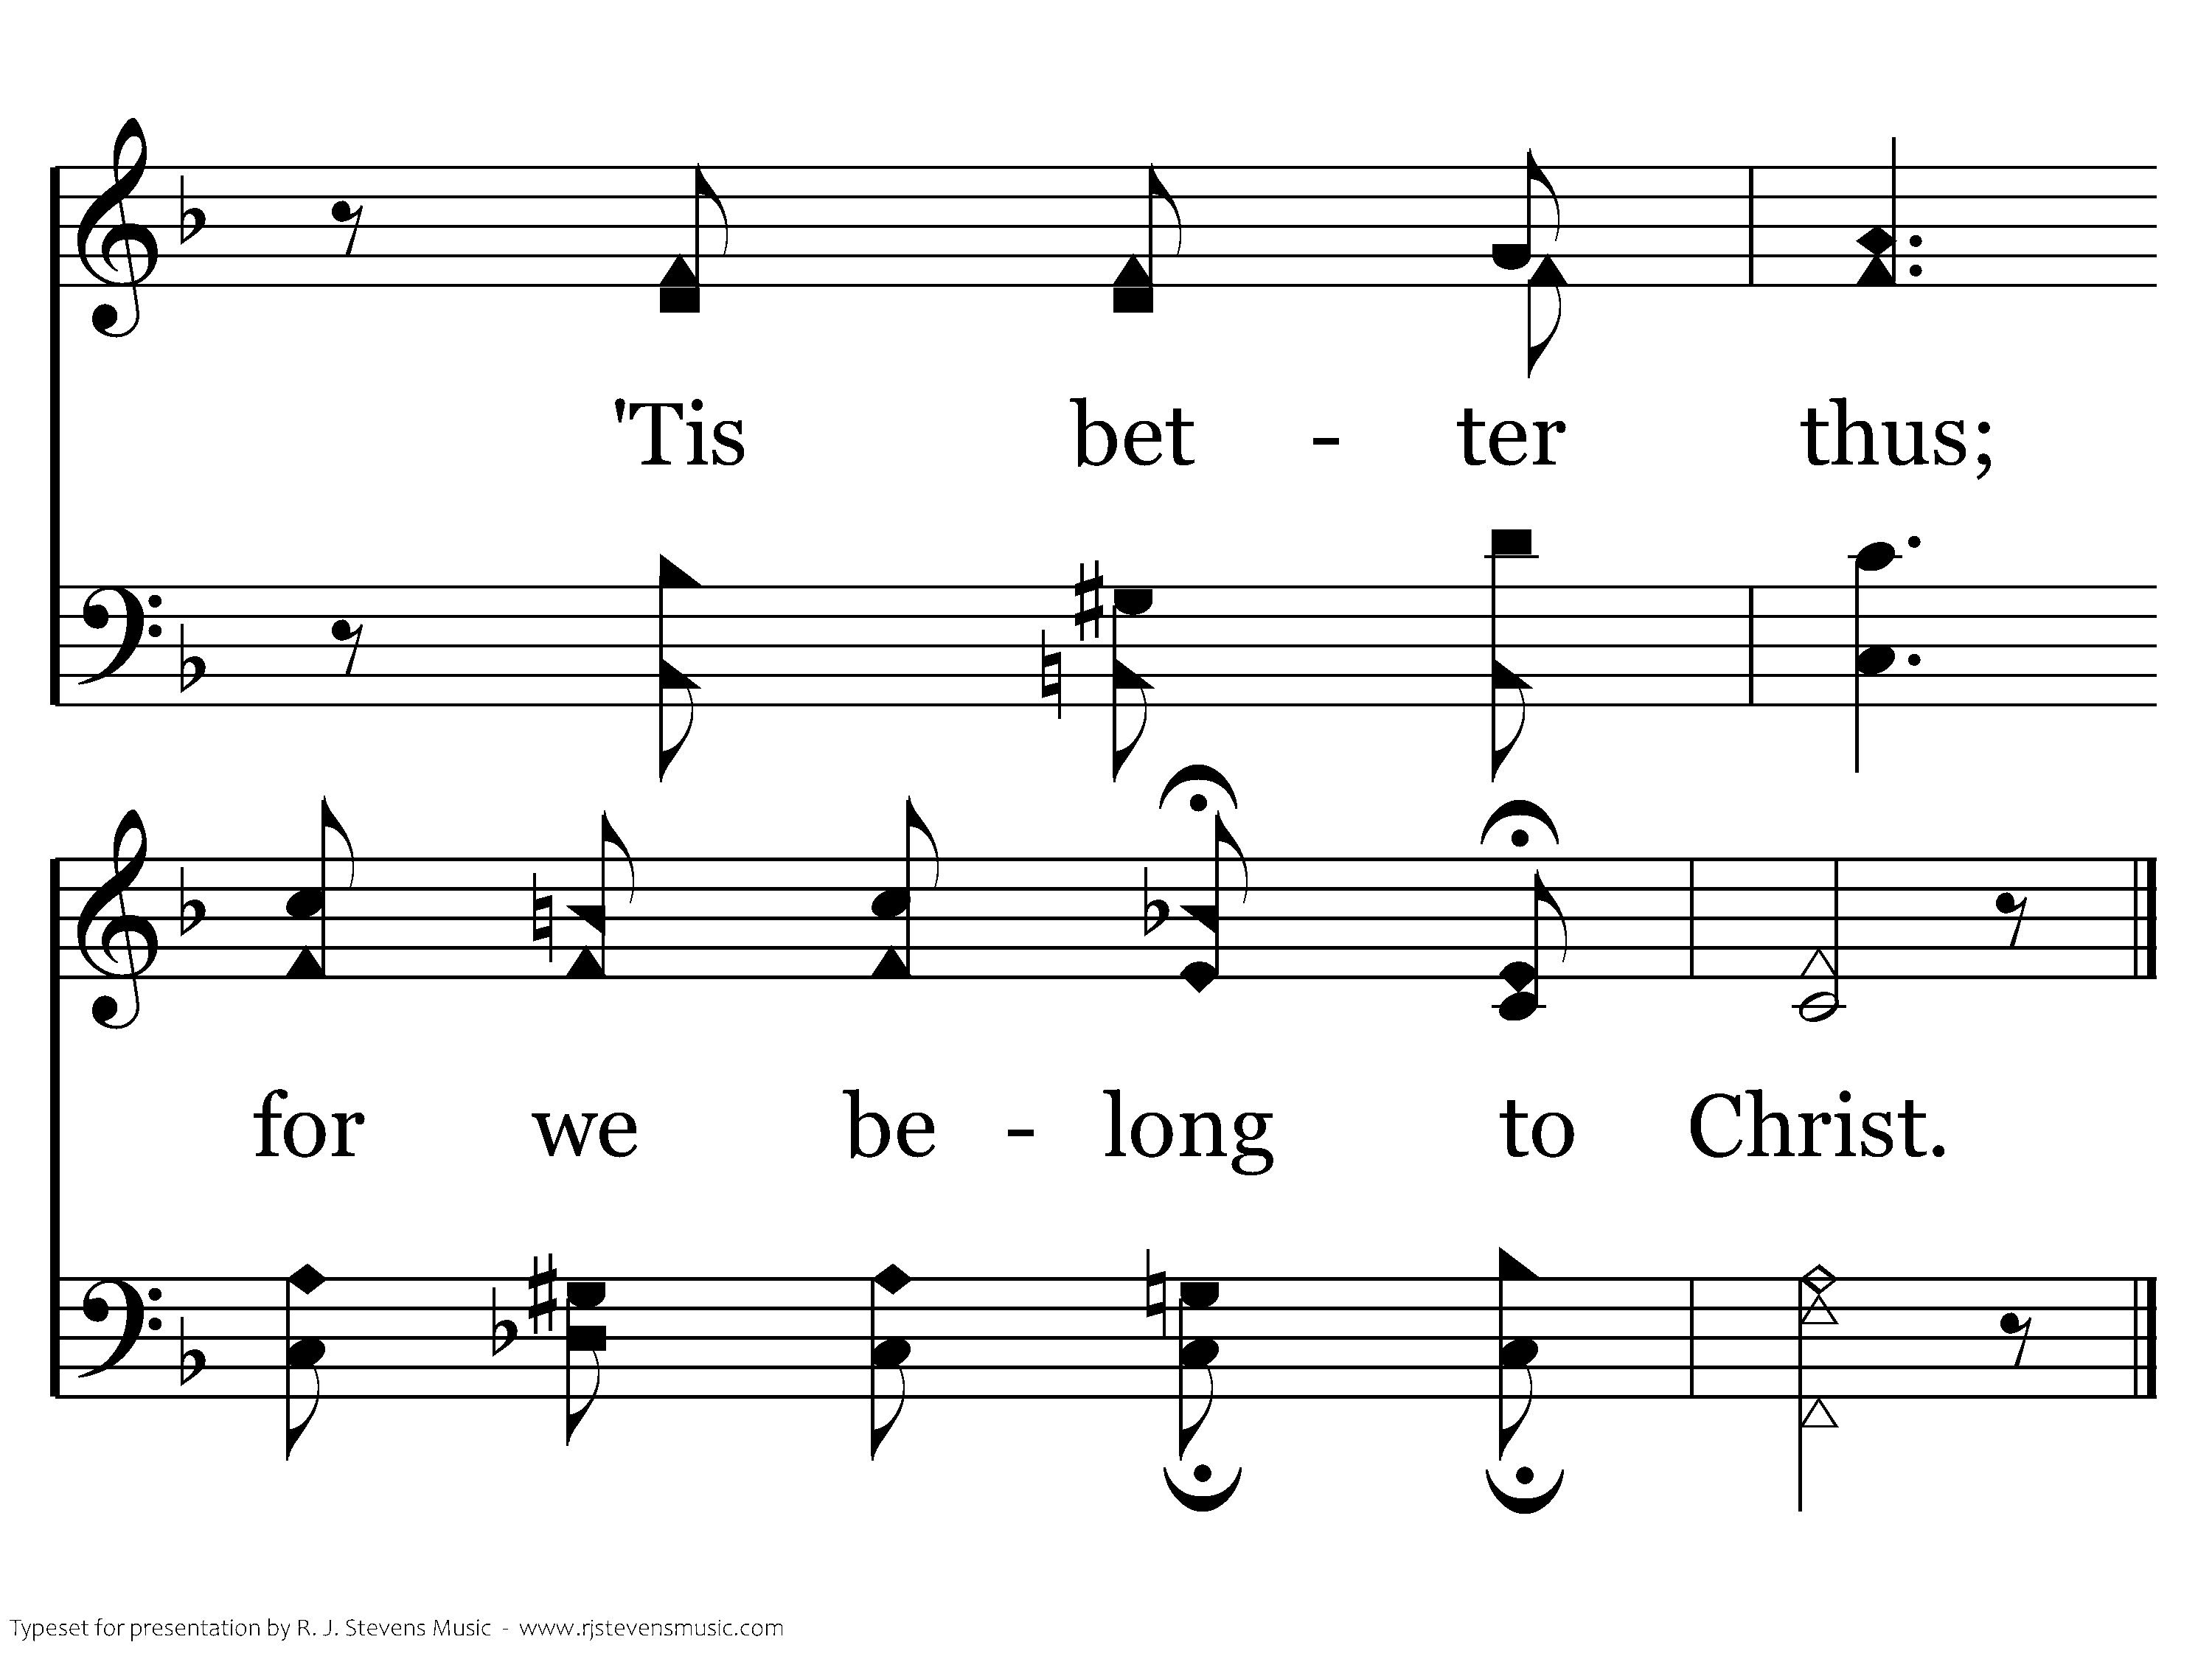 'Tis bet - ter thus;
for we be - long to Christ.
Typeset for presentation by R. J. Stevens Music - www.rjstevensmusic.com